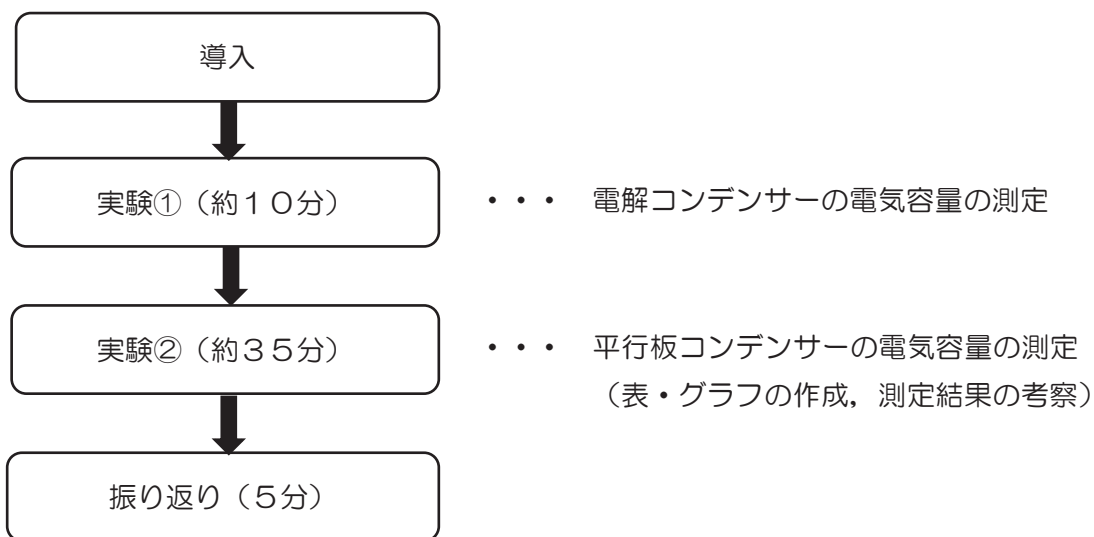 導入
実験①（約１０分）
・・・　電解コンデンサーの電気容量の測定
実験②（約３５分）
・・・　平行板コンデンサーの電気容量の測定
（表・グラフの作成，測定結果の考察）
振り返り（５分）